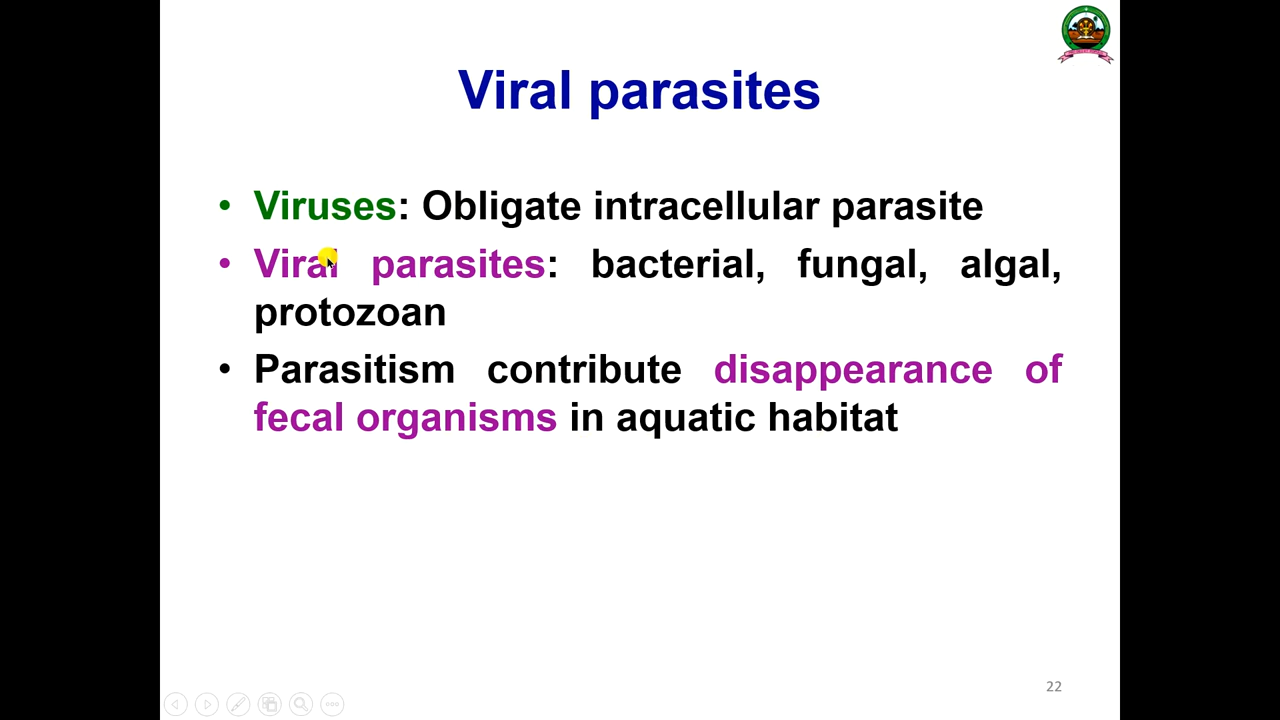 Viral parasites
• Viruses: Obligate intracellular parasite
• Viral parasites: bacterial, fungal, algal,
protozoan
• Parasitism contribute disappearance of
fecal organisms in aquatic habitat
22